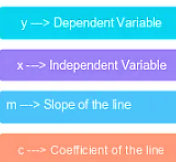 y ---> Dependent Variable
x ---> Independent Variable
m ---> Slope of the line
c ---> Coefficient of the line